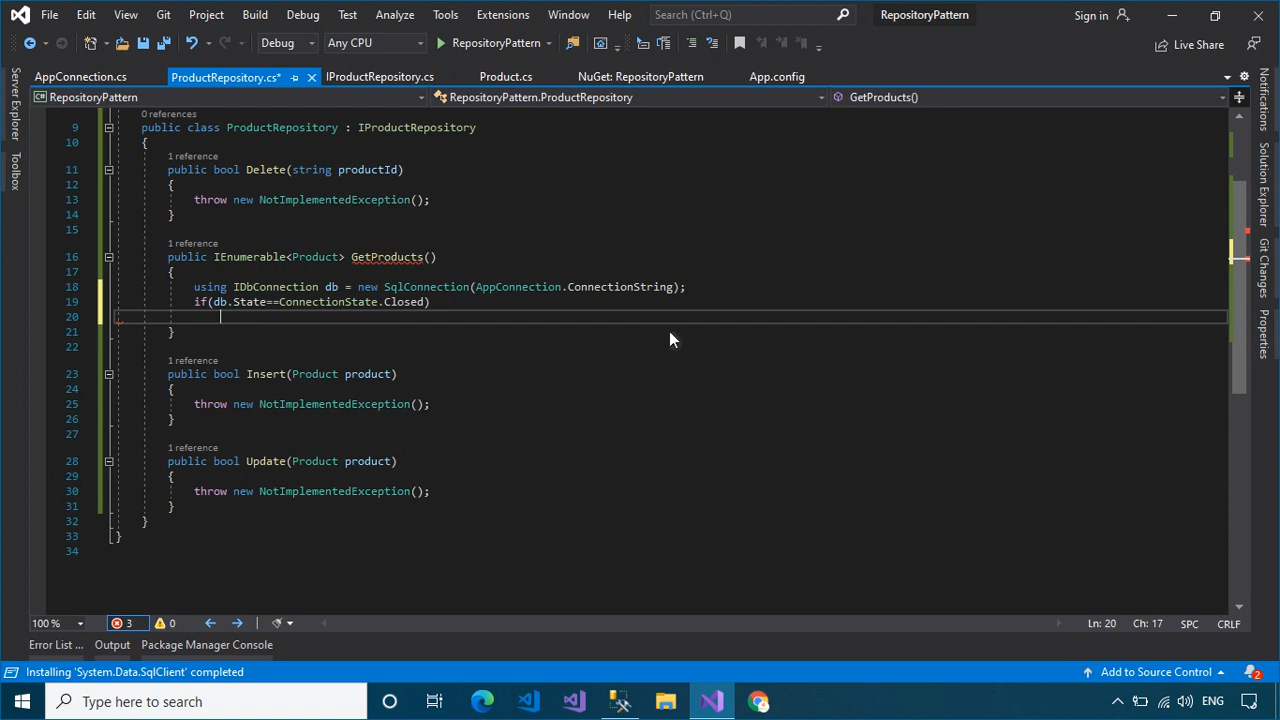 File Edit View Git Project Build Debug Test Analyze Tools Extensions Window Help Search (Ctrl+Q) RepositoryPattern Sign in
Debug Any CPU RepositoryPattern Live Share
AppConnection.cs ProductRepository.cs* IProductRepository.cs Product.cs NuGet: RepositoryPattern App.config
RepositoryPattern RepositoryPattern.ProductRepository GetProducts()
Server Explorer
Toolbox
0 references
9 public class ProductRepository : IProductRepository
10 {
1 reference
11 public bool Delete(string productId)
12 {
13 throw new NotImplementedException();
14 }
15
1 reference
16 public IEnumerable<Product> GetProducts()
17 {
18 using IDbConnection db = new SqlConnection(AppConnection.ConnectionString);
19 if(db.State==ConnectionState.Closed)
20
21 }
22
1 reference
23 public bool Insert(Product product)
24 {
25 throw new NotImplementedException();
26 }
27
1 reference
28 public bool Update(Product product)
29 {
30 throw new NotImplementedException();
31 }
32 }
33 }
34
Notifications
Solution Explorer
Git Changes
Properties
100 % 3 0 Ln: 20 Ch: 17 SPC CRLF
Error List ... Output Package Manager Console
Installing 'System.Data.SqlClient' completed Add to Source Control 2
Type here to search ENG